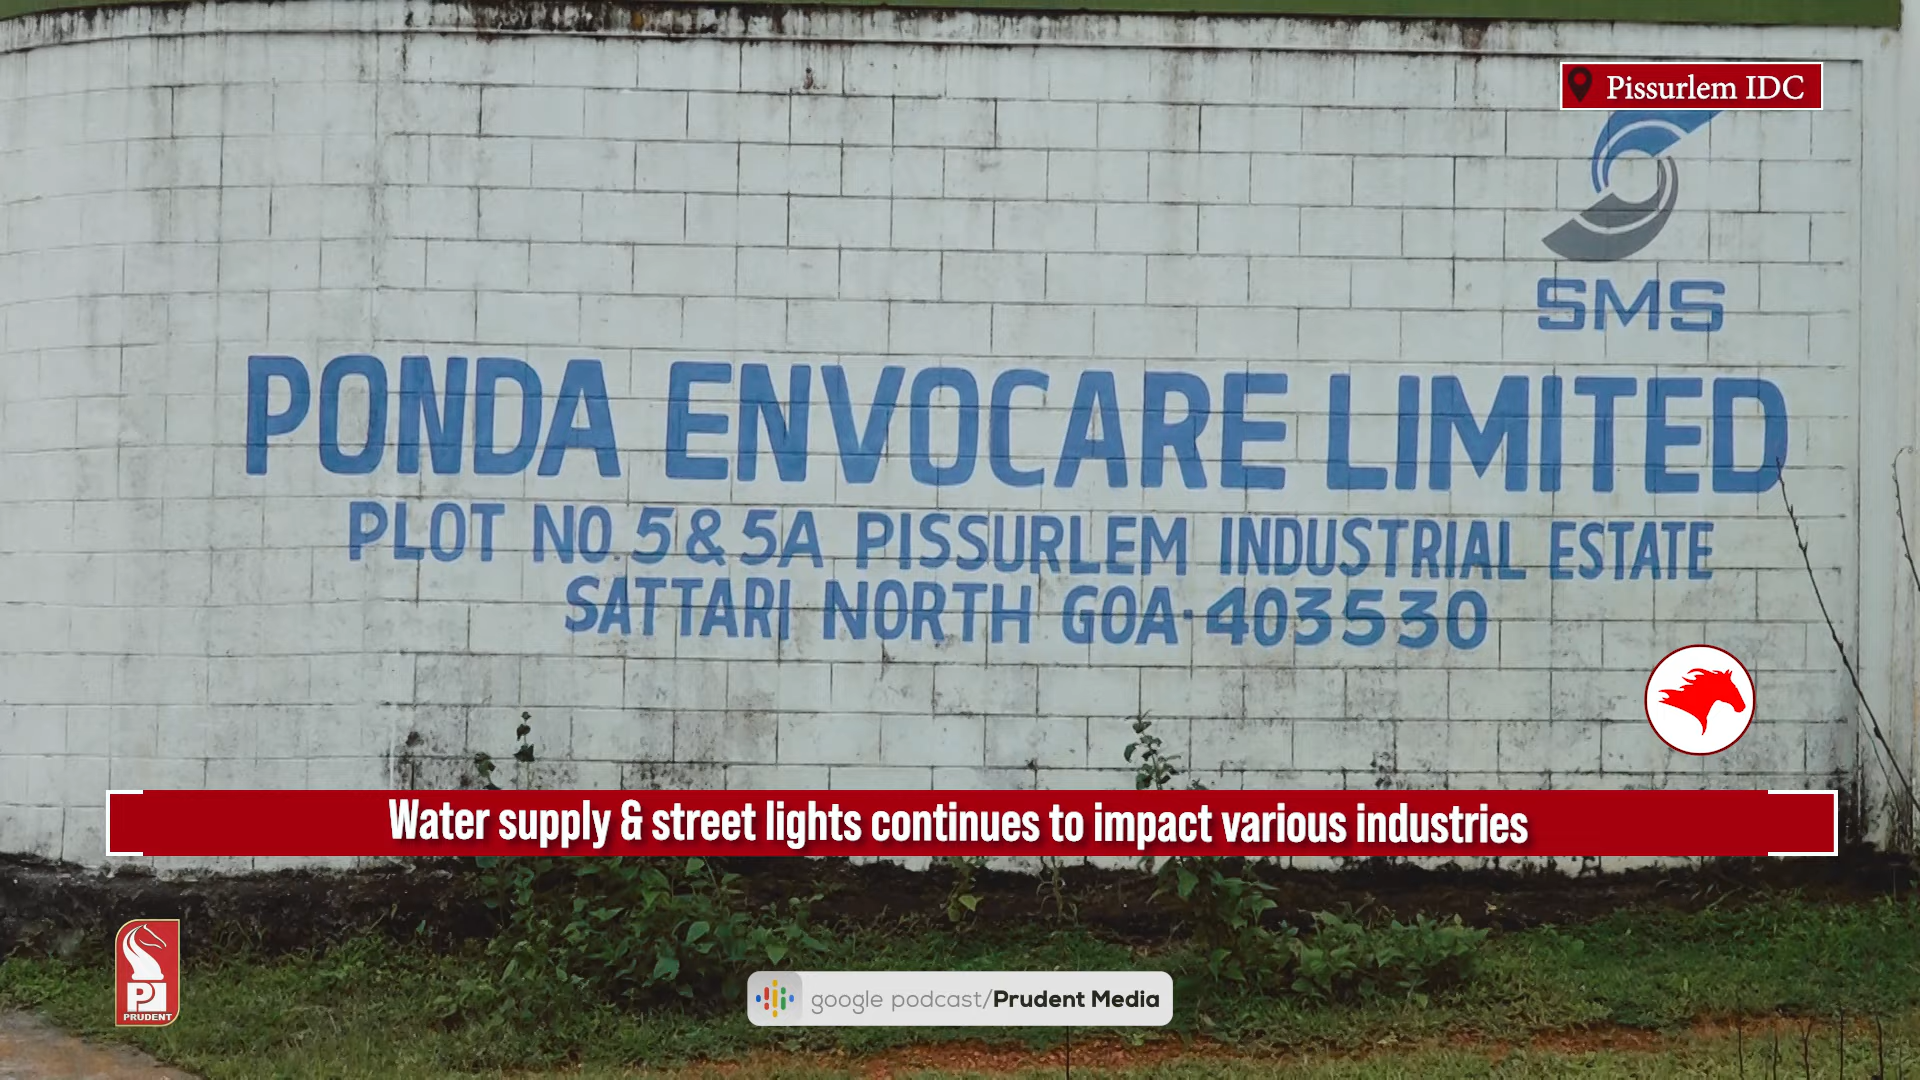 Pissurlem IDC
SMS
PONDA ENVOCARE LIMITED
PLOT NO.5&5A PISSURLEM INDUSTRIAL ESTATE
SATTARI NORTH GOA-403530
Water supply & street lights continues to impact various industries
P
PRUDENT
google podcast/Prudent Media